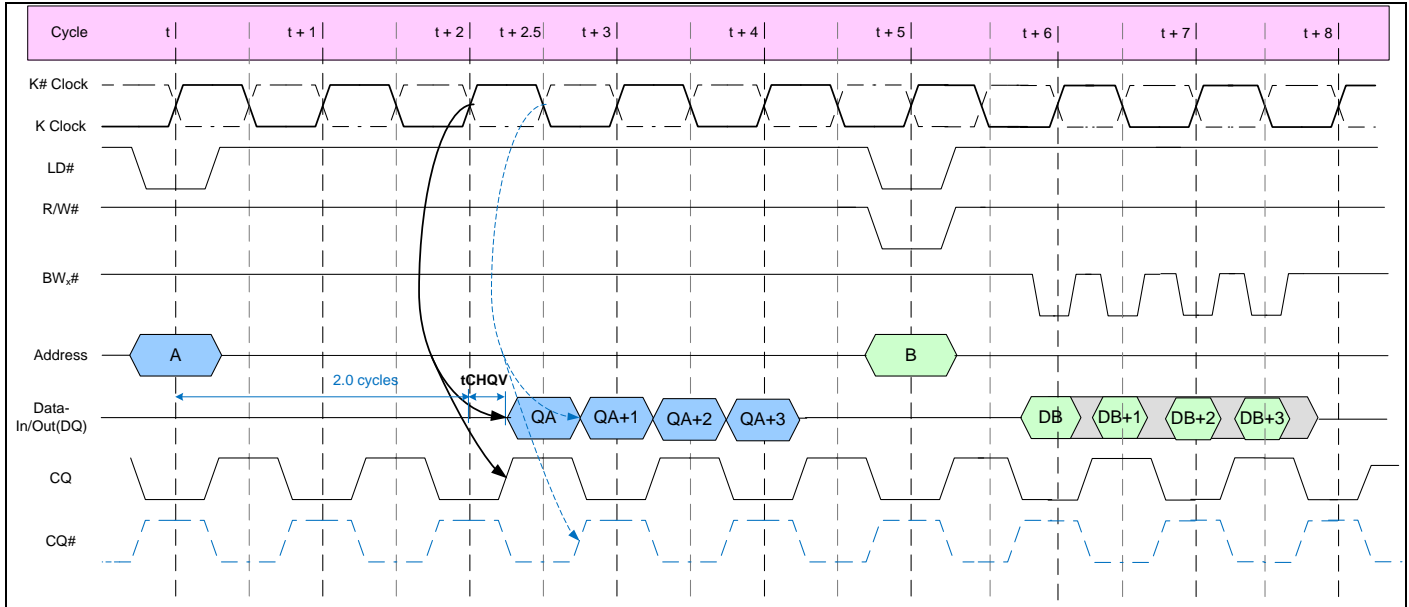 Cycle t t + 1 t + 2 t + 2.5 t + 3 t + 4 t + 5 t + 6 t + 7 t + 8
K# Clock
K Clock
LD#
R/W#
BWx#
Address A B
2.0 cycles tCHQV
Data-
In/Out(DQ) QA QA+1 QA+2 QA+3 DB DB+1 DB+2 DB+3
CQ
CQ#